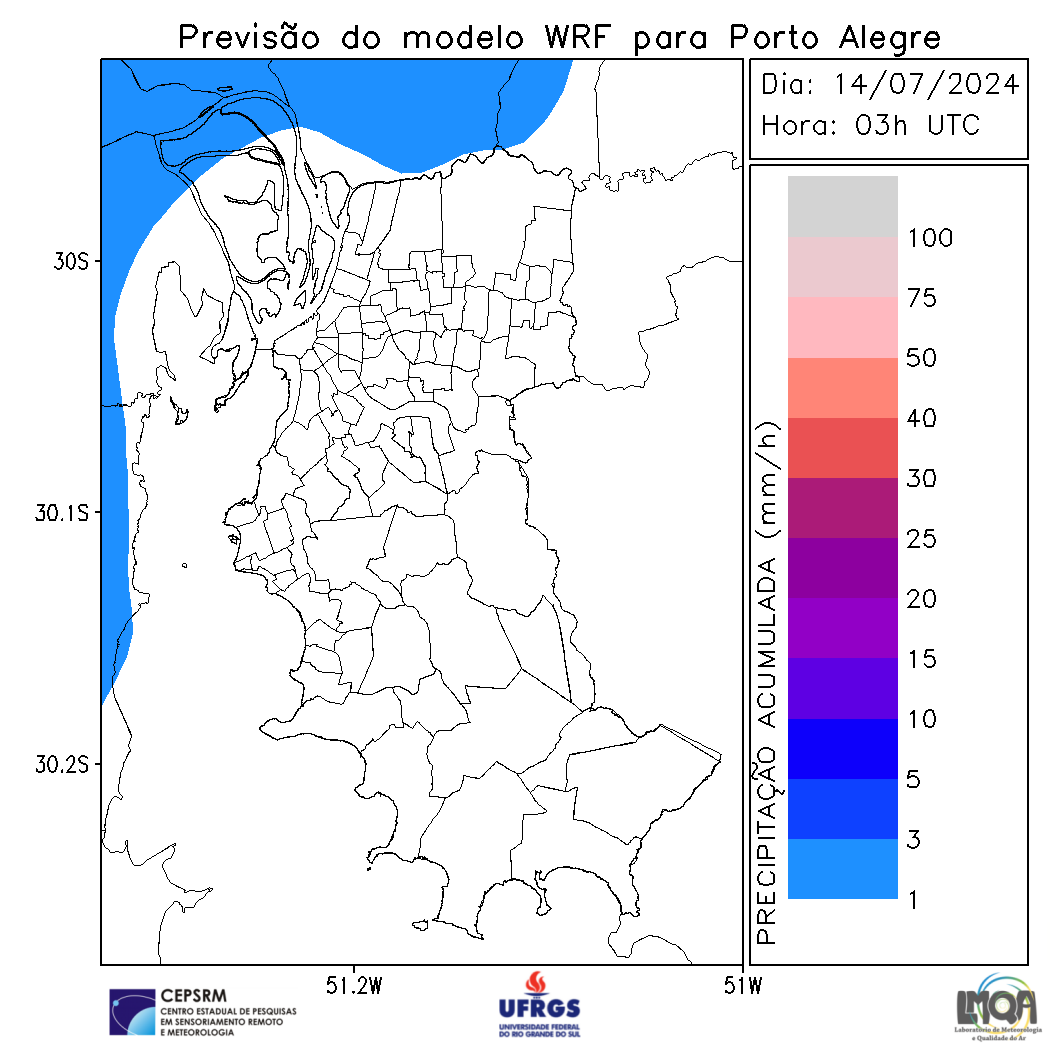 Previsão do modelo WRF para Porto Alegre
Dia: 14/07/2024
Hora: 03h UTC
30S
30.1S
30.2S
51.2W
51W
PRECIPITAÇÃO ACUMULADA (mm/h)
100
75
50
40
30
25
20
15
10
5
3
1
CEPSRM
CENTRO ESTADUAL DE PESQUISAS
EM SENSORIAMENTO REMOTO
E METEOROLOGIA
UFRGS
UNIVERSIDADE FEDERAL
DO RIO GRANDE DO SUL
LMQA
Laboratório de Meteorologia
e Qualidade do Ar